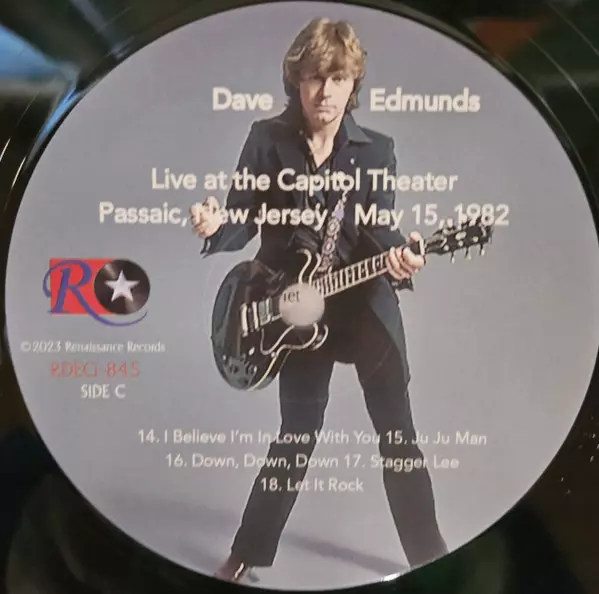 Dave Edmunds
Live at the Capitol Theater
Passaic, New Jersey May 15, 1982
R
©2023 Renaissance Records
RDEG-845
SIDE C
14. I Believe I'm In Love With You 15. Ju Ju Man
16. Down, Down, Down 17. Stagger Lee
18. Let It Rock